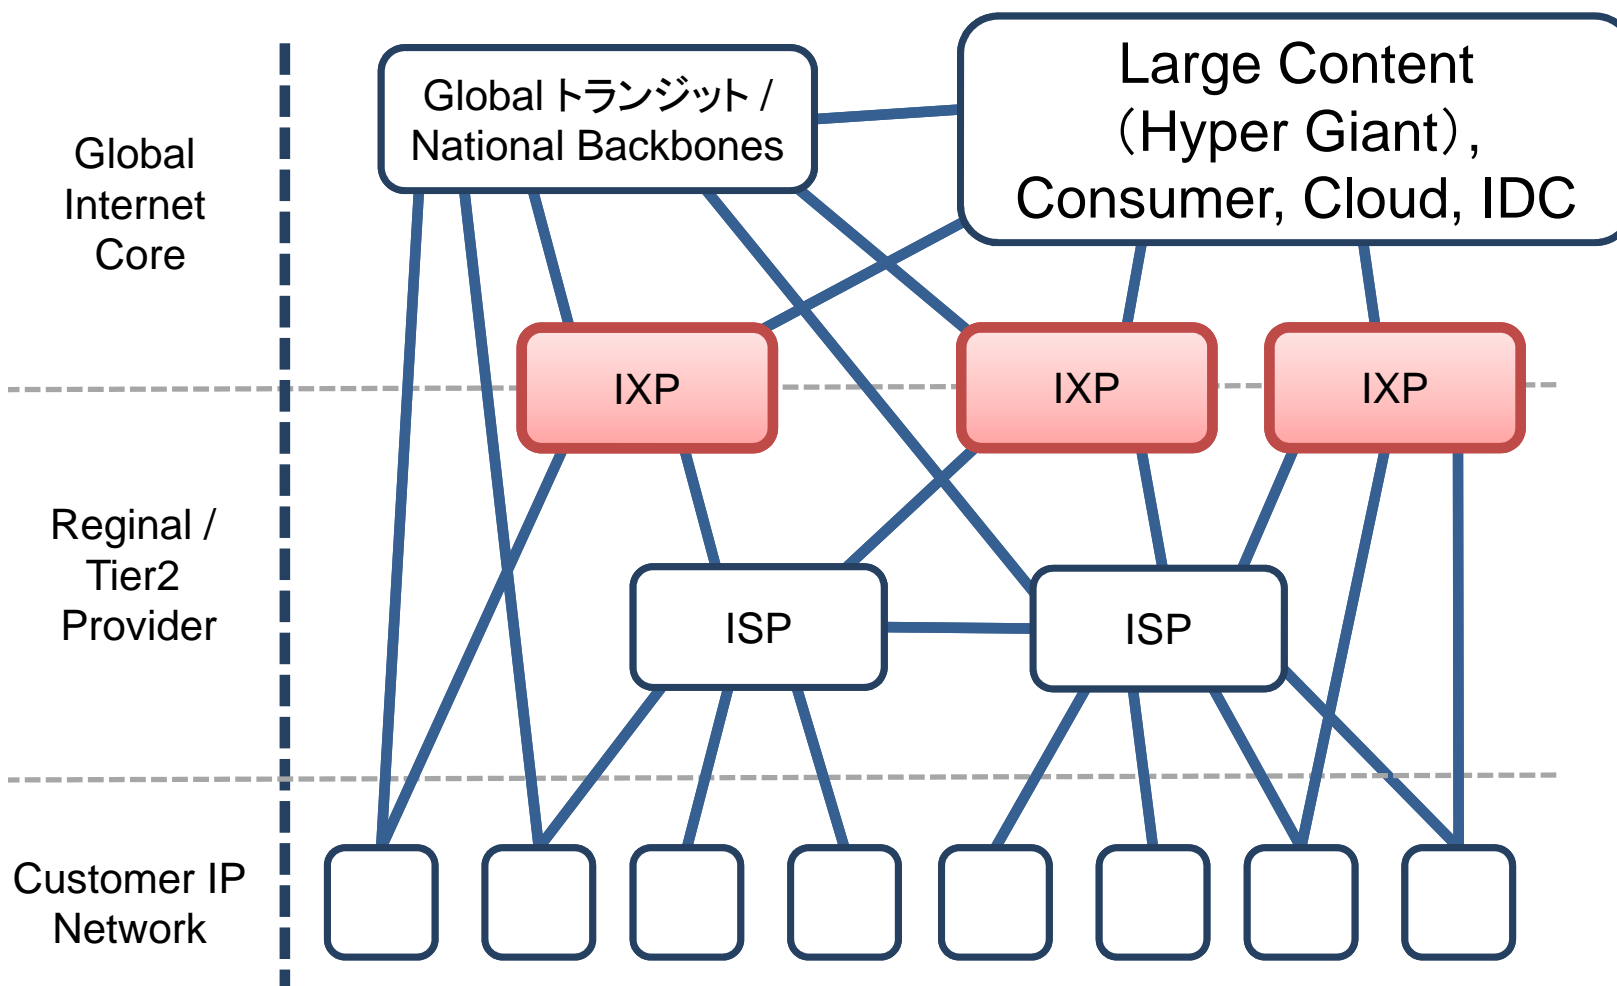 Global トランジット /
National Backbones
Large Content
（Hyper Giant）,
Consumer, Cloud, IDC
Global
Internet
Core
IXP
IXP
IXP
Reginal /
Tier2
Provider
ISP
ISP
Customer IP
Network